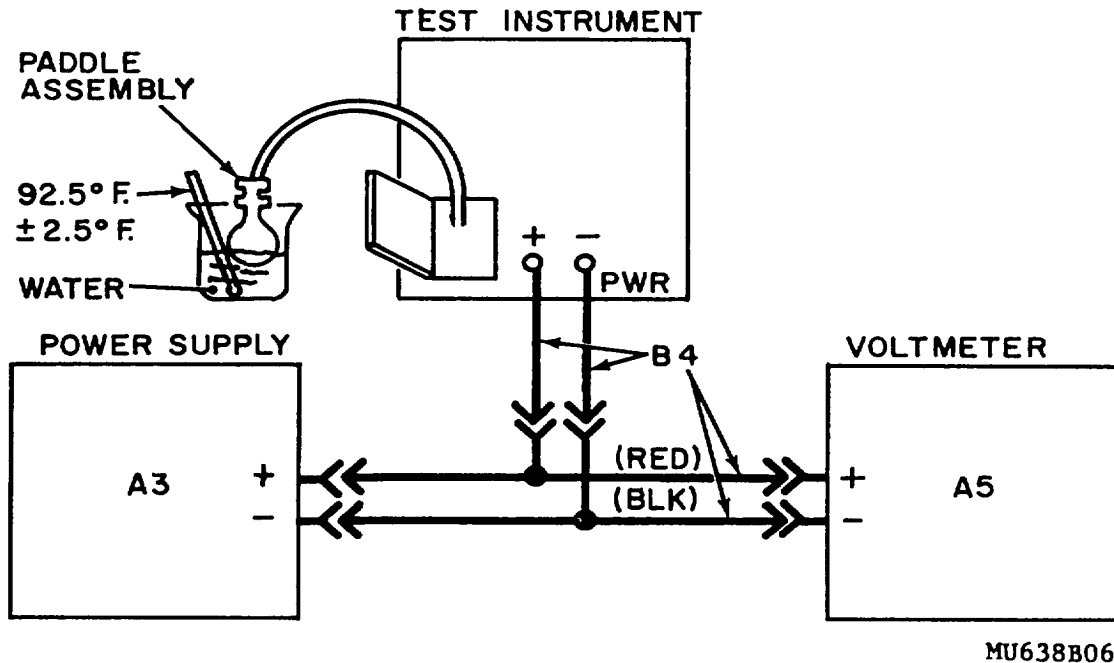 TEST INSTRUMENT
PADDLE
ASSEMBLY
92.5° F.
± 2.5° F.
WATER
+ −
PWR
POWER SUPPLY
B4
VOLTMETER
A3
+
−
(RED)
(BLK)
+
−
A5
MU638B06